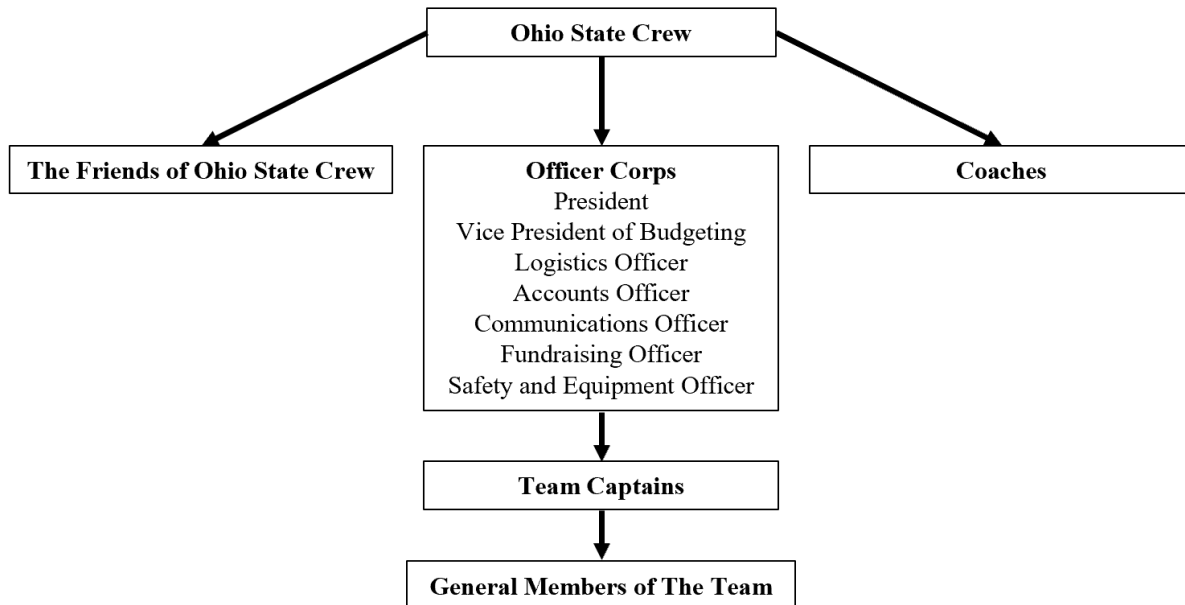 Ohio State Crew
The Friends of Ohio State Crew
Officer Corps
President
Vice President of Budgeting
Logistics Officer
Accounts Officer
Communications Officer
Fundraising Officer
Safety and Equipment Officer
Coaches
Team Captains
General Members of The Team